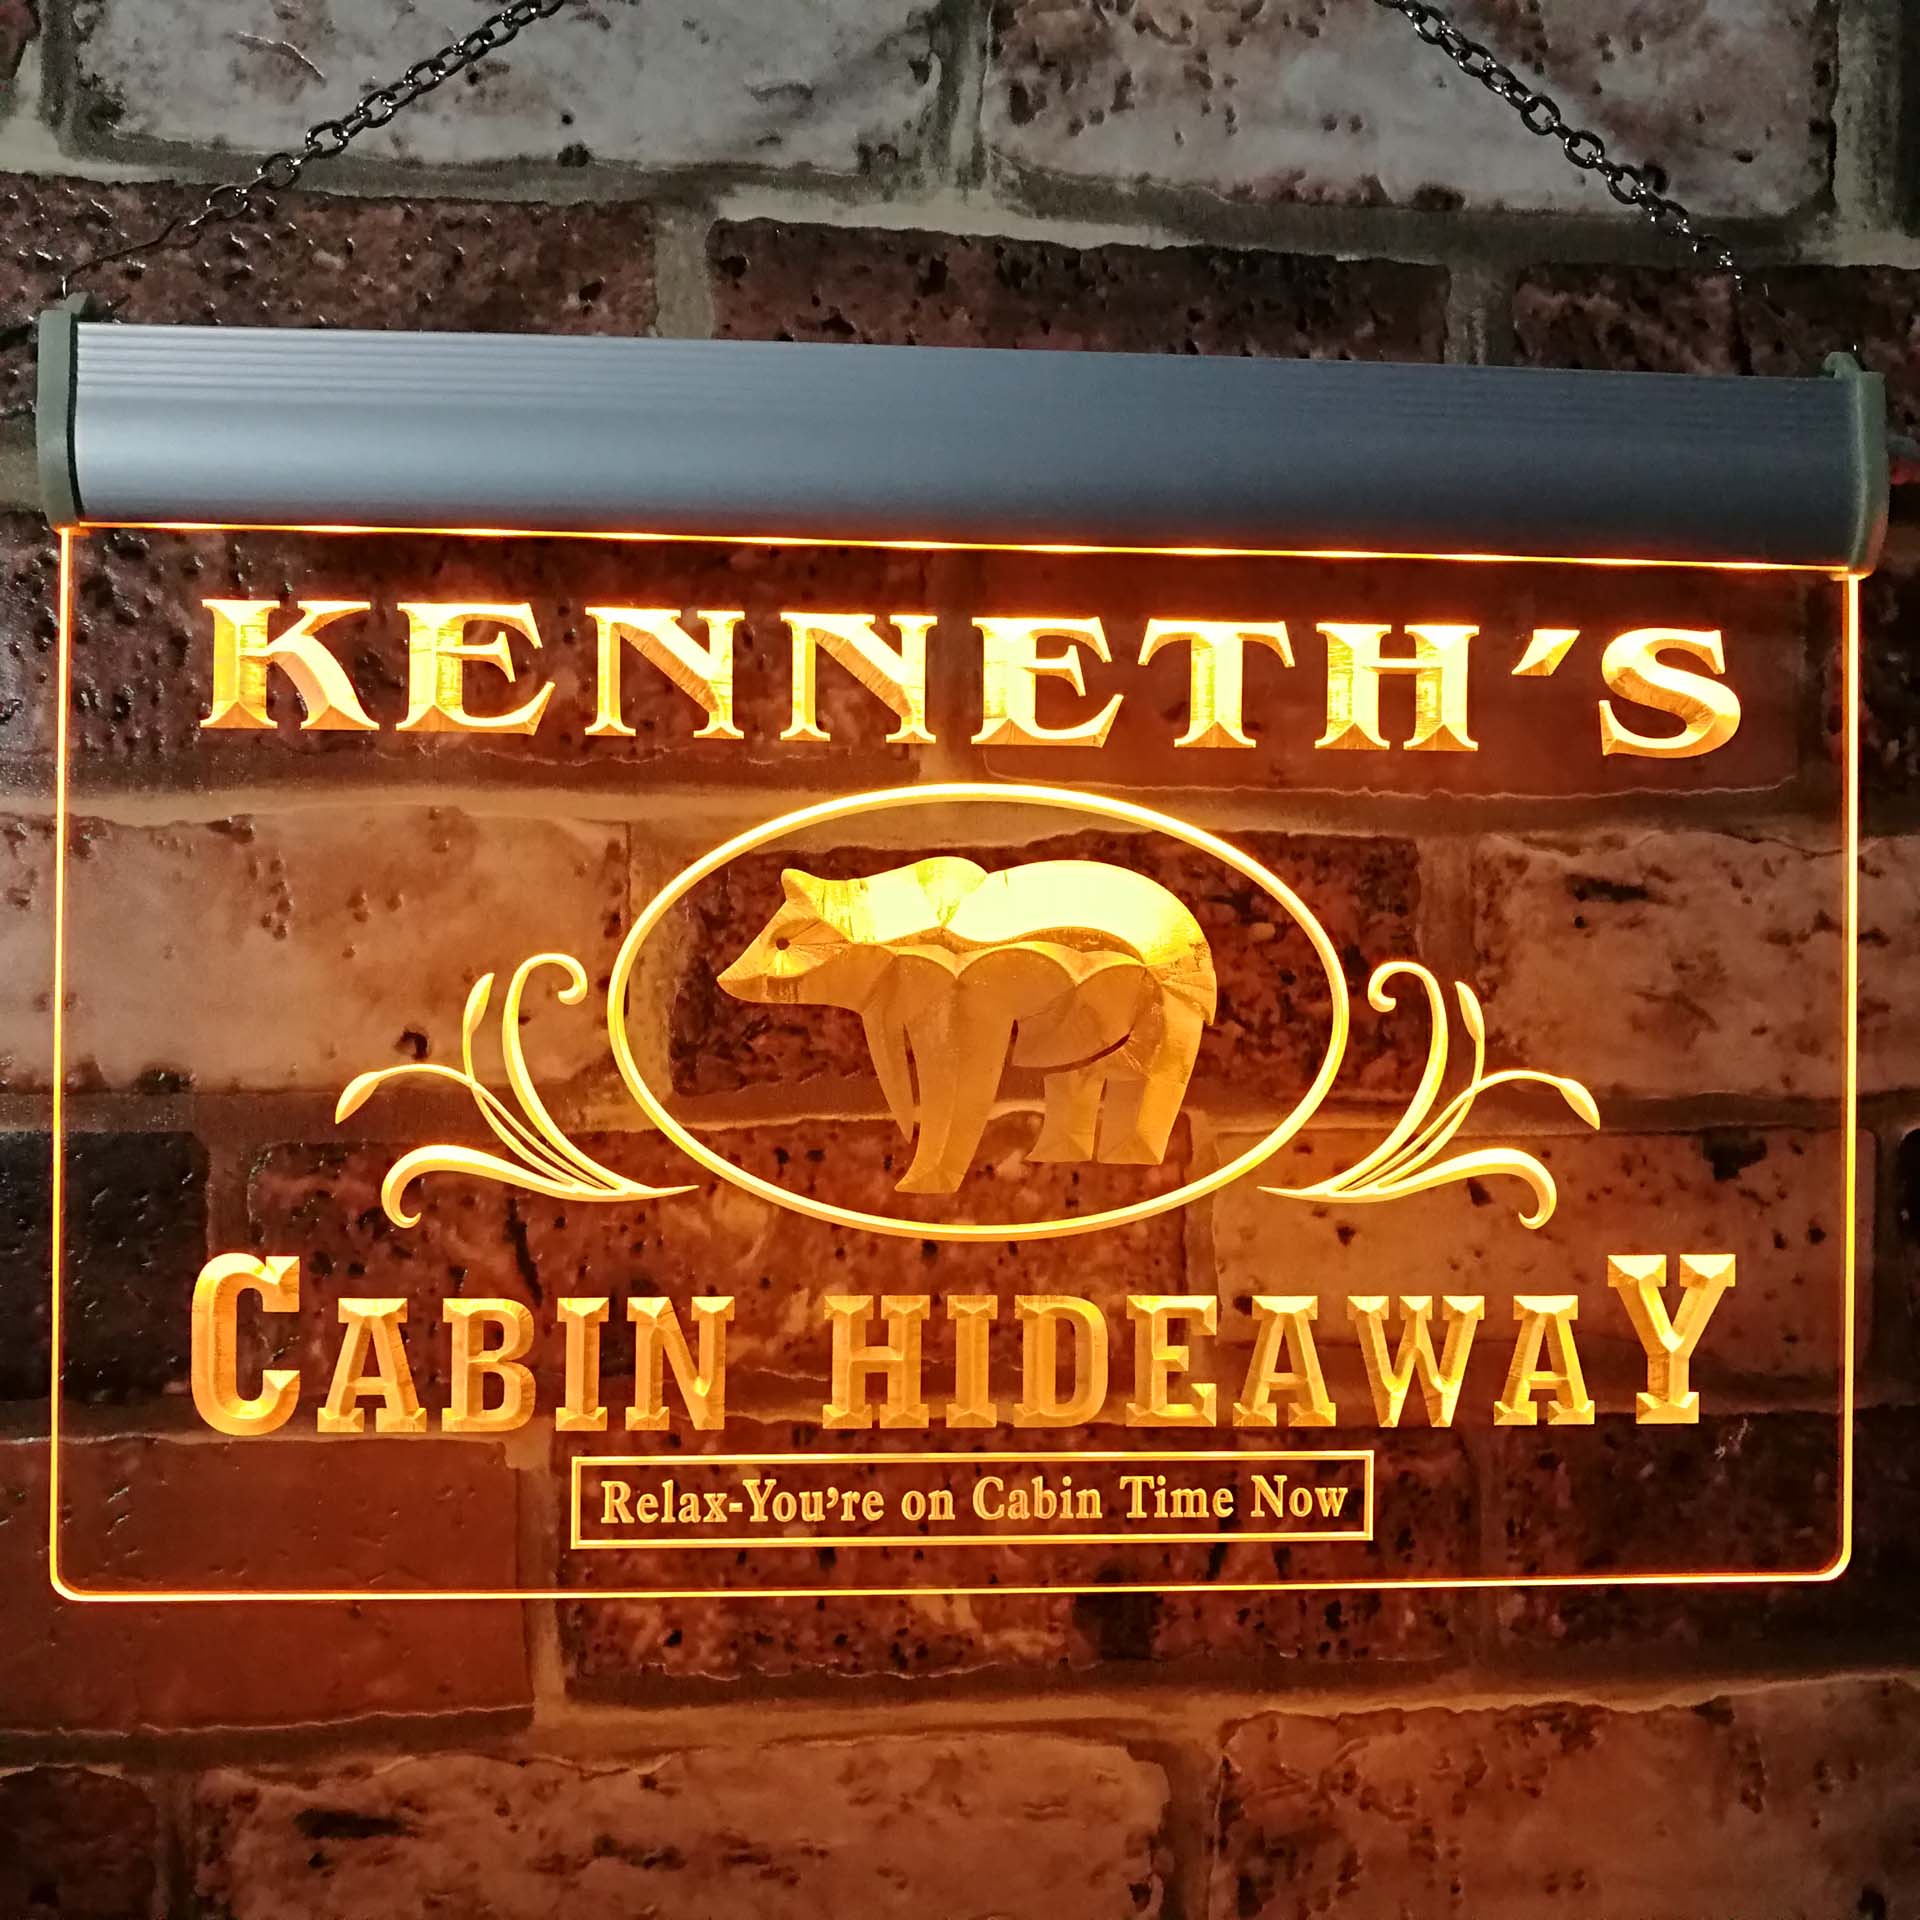 KENNETH'S
CABIN HIDEAWAY
Relax-You're on Cabin Time Now